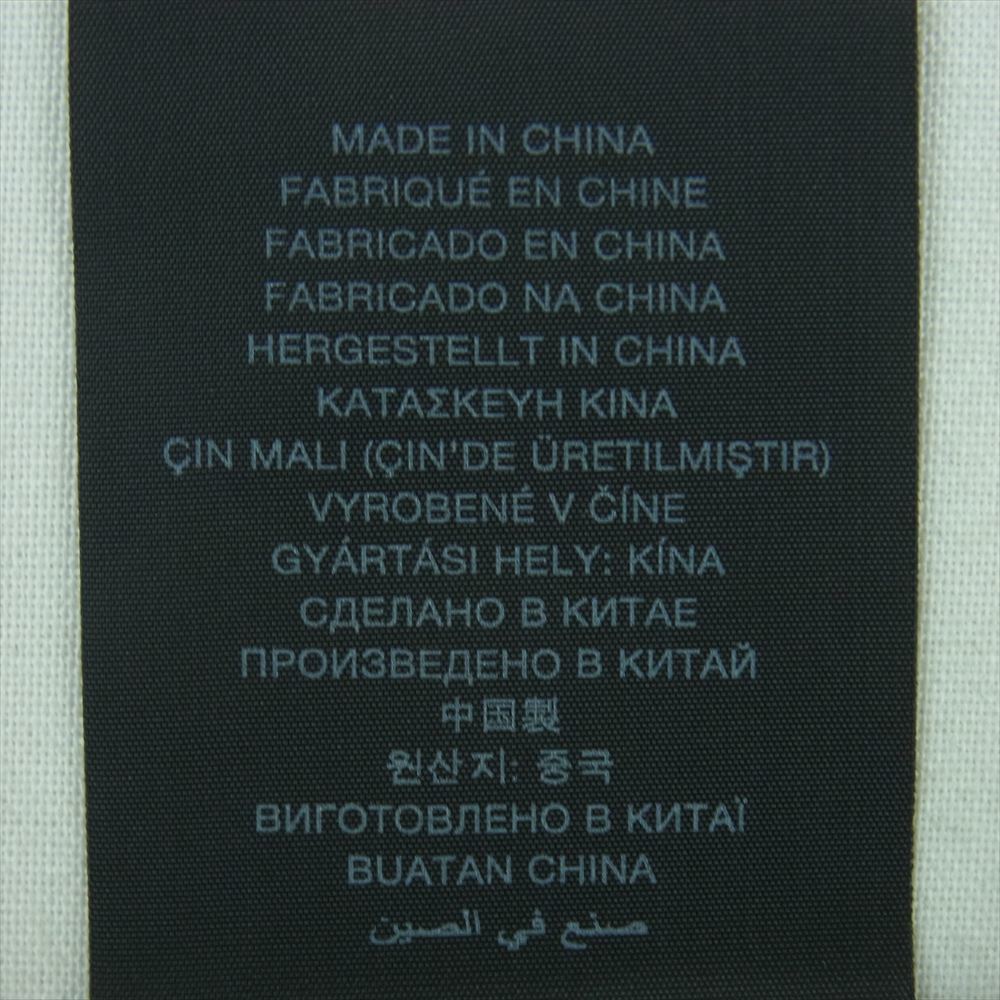 MADE IN CHINA
FABRIQUÉ EN CHINE
FABRICADO EN CHINA
FABRICADO NA CHINA
HERGESTELLT IN CHINA
ΚΑΤΑΣΚΕΥΗ ΚΙΝΑ
ÇIN MALI (ÇIN'DE ÜRETILMIŞTIR)
VYROBENÉ V ČÍNE
GYÁRTÁSI HELY: KÍNA
СДЕЛАНО В КИТАЕ
ПРОИЗВЕДЕНО В КИТАЙ
中国製
원산지: 중국
ВИГОТОВЛЕНО В КИТАЇ
BUATAN CHINA
صنع في الصين